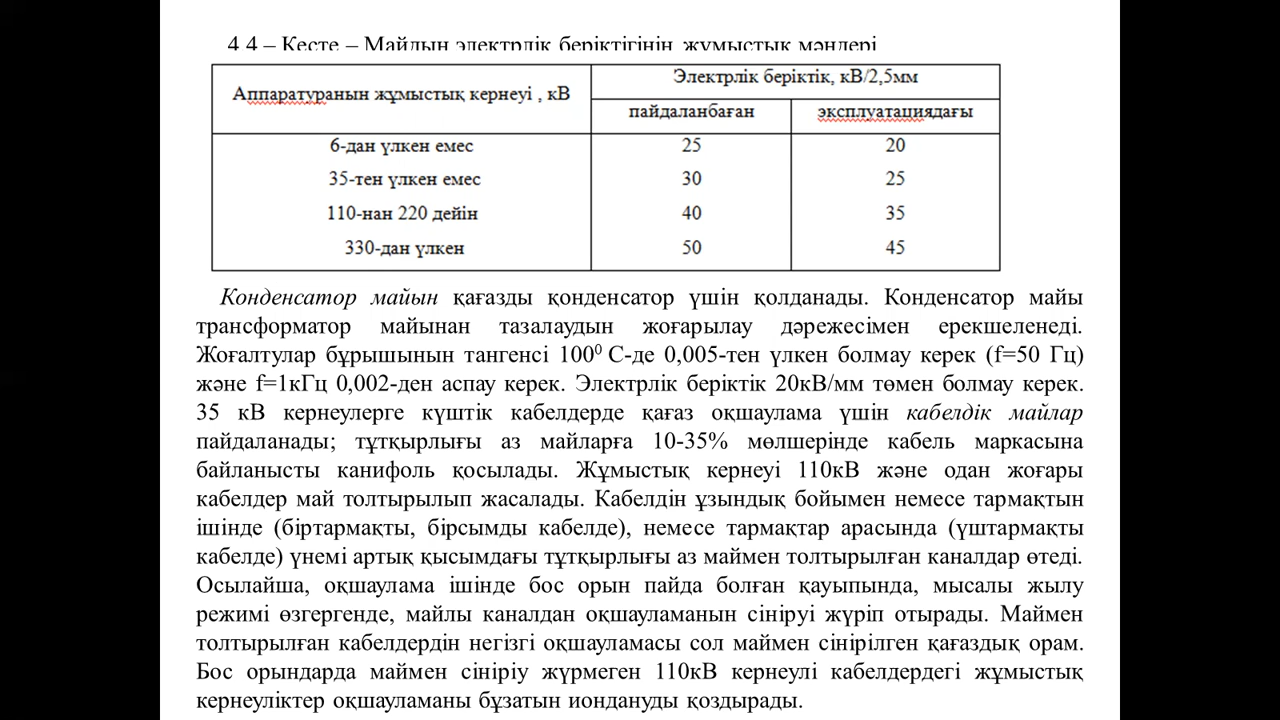 4 4 – Кесте – Майдын электрлік беріктігінін жұмыстық мәндері
Аппаратуранын жұмыстық кернеуі , кВ
Электрлік беріктік, кВ/2,5мм
пайдаланбаған эксплуатациядағы
6-дан үлкен емес 25 20
35-тен үлкен емес 30 25
110-нан 220 дейін 40 35
330-дан үлкен 50 45
Конденсатор майын қағазды қонденсатор үшін қолданады. Конденсатор майы
трансформатор майынан тазалаудын жоғарылау дәрежесімен ерекшеленеді.
Жоғалтулар бұрышынын тангенсі 100⁰ С-де 0,005-тен үлкен болмау керек (f=50 Гц)
және f=1кГц 0,002-ден аспау керек. Электрлік беріктік 20кВ/мм төмен болмау керек.
35 кВ кернеулерге күштік кабелдерде қағаз оқшаулама үшін кабелдік майлар
пайдаланады; тұтқырлығы аз майларға 10-35% мөлшерінде кабель маркасына
байланысты канифоль қосылады. Жұмыстық кернеуі 110кВ және одан жоғары
кабелдер май толтырылып жасалады. Кабелдін ұзындық бойымен немесе тармақтын
ішінде (біртармақты, бірсымды кабелде), немесе тармақтар арасында (үштармақты
кабелде) үнемі артық қысымдағы тұтқырлығы аз маймен толтырылған каналдар өтеді.
Осылайша, оқшаулама ішінде бос орын пайда болған қауыпында, мысалы жылу
режимі өзгергенде, майлы каналдан оқшауламанын сініруі жүріп отырады. Маймен
толтырылған кабелдердін негізгі оқшауламасы сол маймен сінірілген қағаздық орам.
Бос орындарда маймен сініріу жүрмеген 110кВ кернеулі кабелдердегі жұмыстық
кернеуліктер оқшауламаны бұзатын иондануды қоздырады.